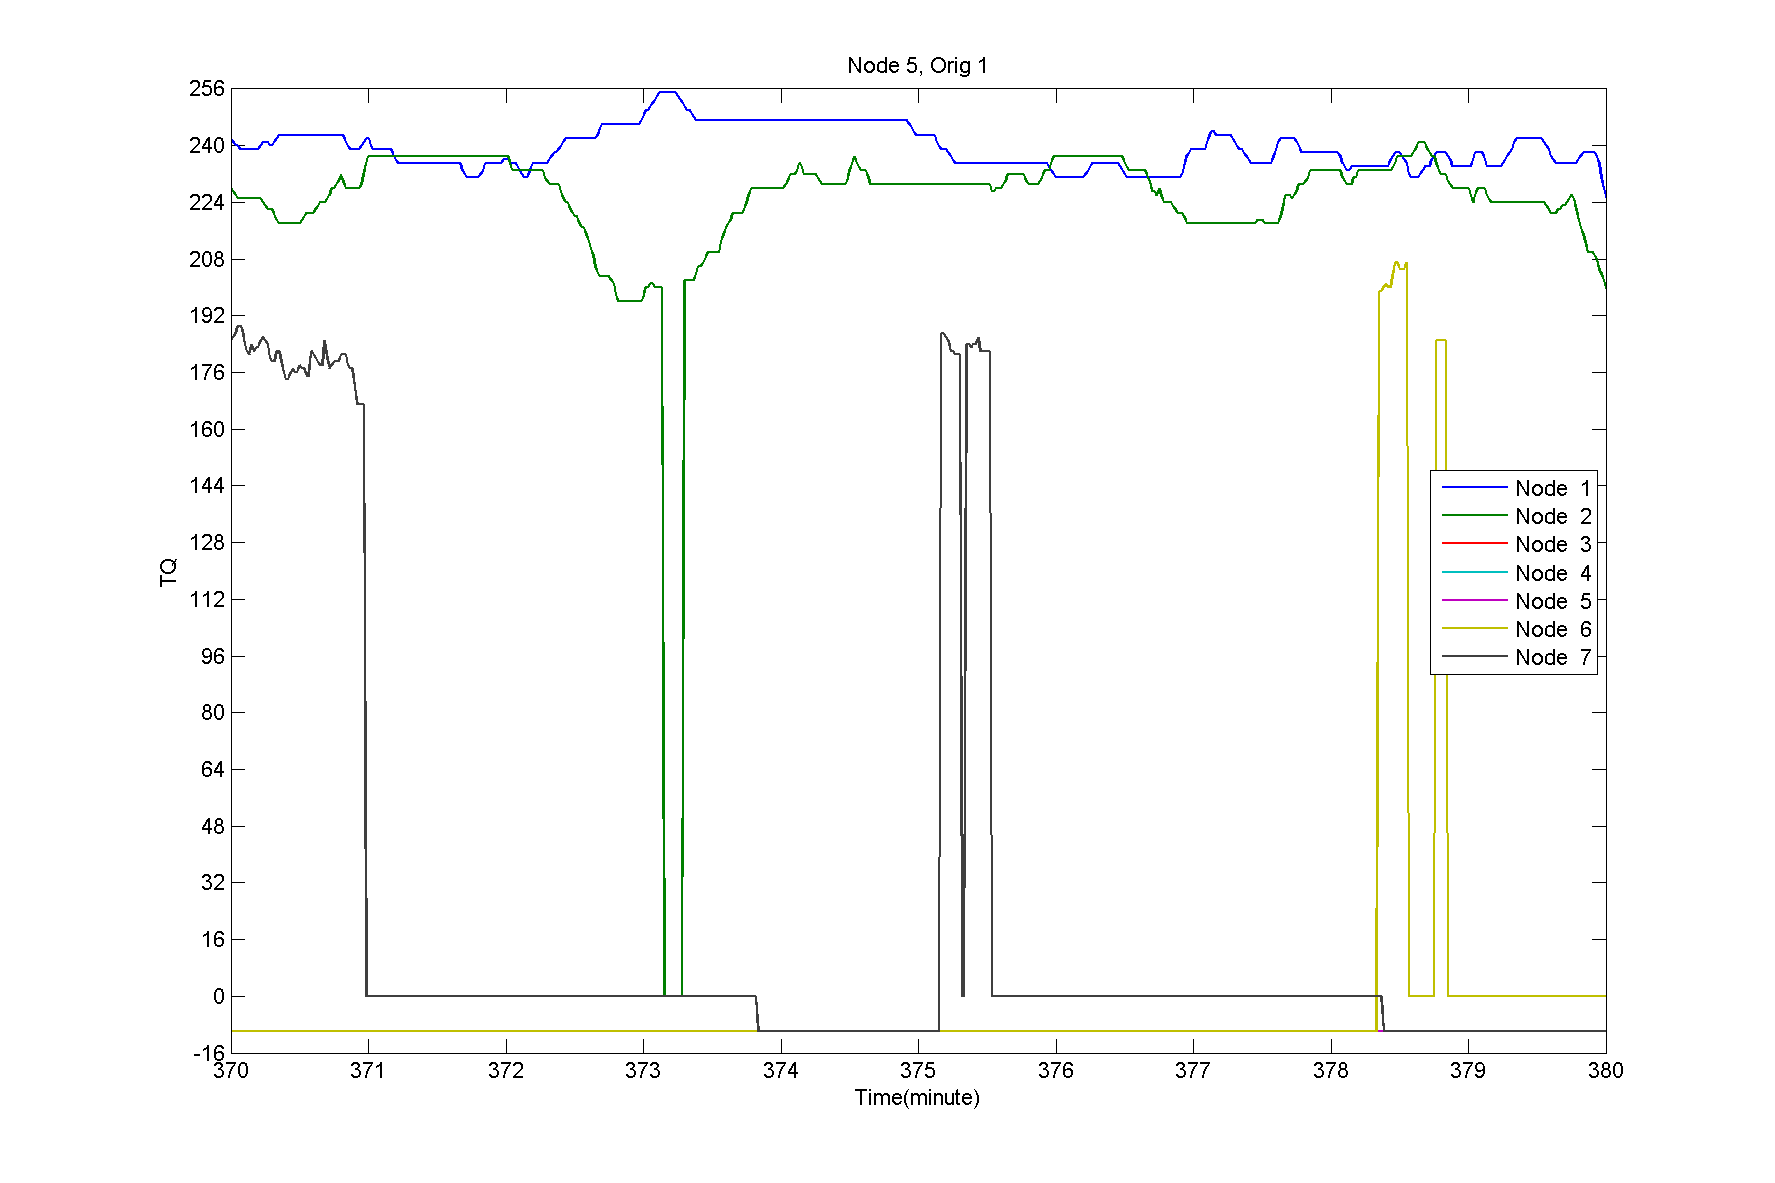 Node 5, Orig 1
256
240
224
208
192
176
160
144
128
112
96
80
64
48
32
16
0
-16
TQ
Node 1
Node 2
Node 3
Node 4
Node 5
Node 6
Node 7
370 371 372 373 374 375 376 377 378 379 380
Time(minute)